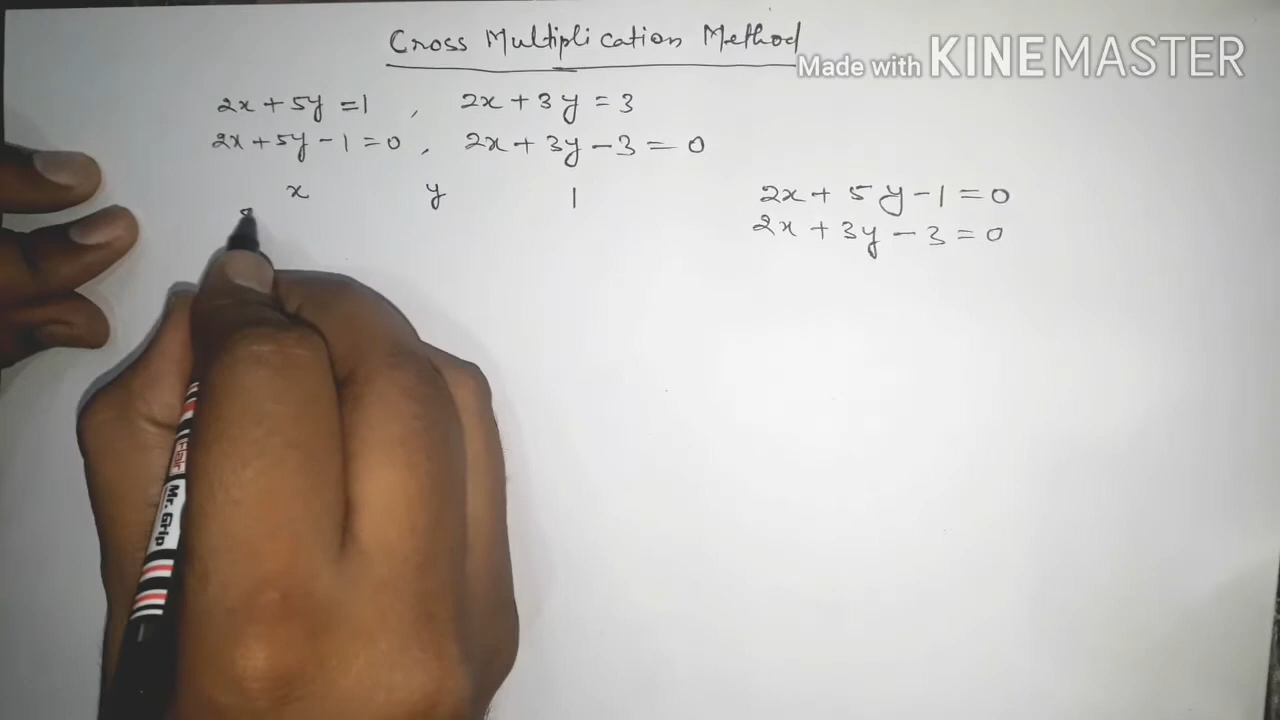 Cross Multiplication Method
Made with KINEMASTER
2x + 5y = 1 , 2x + 3y = 3
2x + 5y - 1 = 0 , 2x + 3y - 3 = 0
x y 1
2x + 5y - 1 = 0
2x + 3y - 3 = 0
Mr. Grip